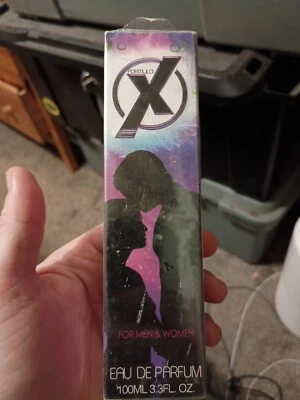 FORMULA
X
FOR MEN & WOMEN
EAU DE PARFUM
100ML 3.3FL. OZ.